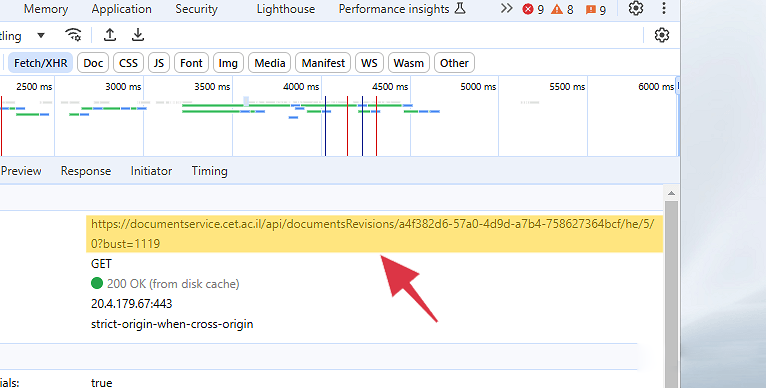 Memory Application Security Lighthouse Performance insights 9 8 9
tling
Fetch/XHR Doc CSS JS Font Img Media Manifest WS Wasm Other
2500 ms 3000 ms 3500 ms 4000 ms 4500 ms 5000 ms 5500 ms 6000 ms
Preview Response Initiator Timing
https://documentservice.cet.ac.il/api/documentsRevisions/a4f382d6-57a0-4d9d-a7b4-758627364bcf/he/5/
0?bust=1119
GET
200 OK (from disk cache)
20.4.179.67:443
strict-origin-when-cross-origin
ials: true